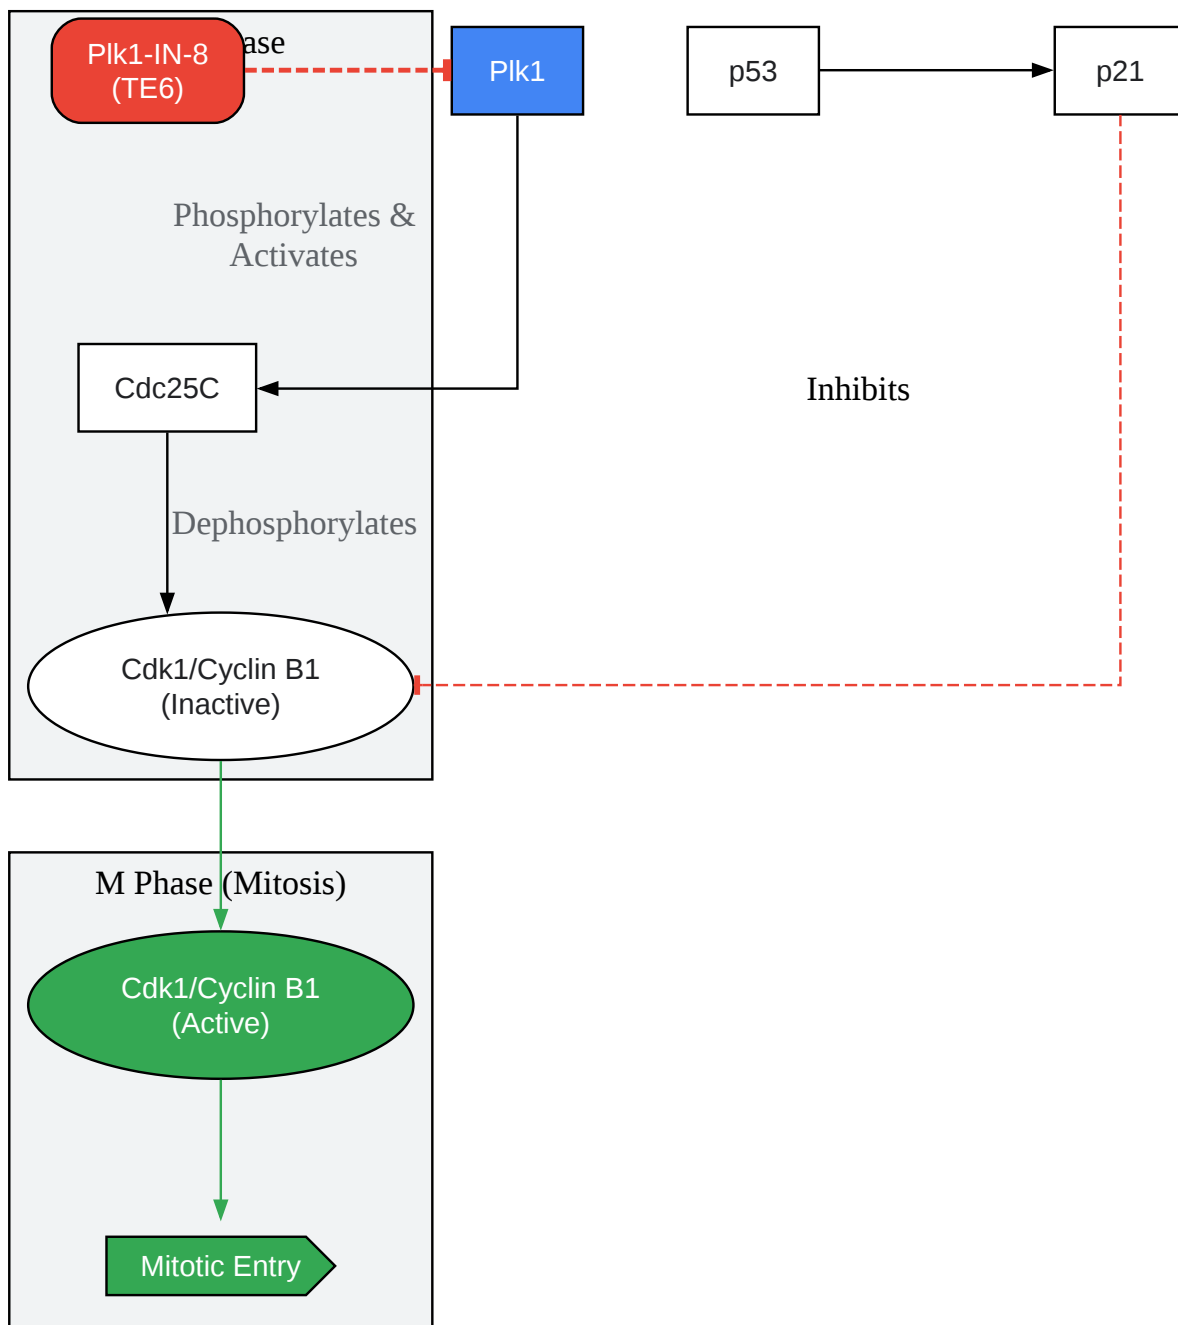 Plk1-IN-8
(TE6)
ase
Plk1
p53
p21
Phosphorylates &
Activates
Cdc25C
Inhibits
Dephosphorylates
Cdk1/Cyclin B1
(Inactive)
M Phase (Mitosis)
Cdk1/Cyclin B1
(Active)
Mitotic Entry